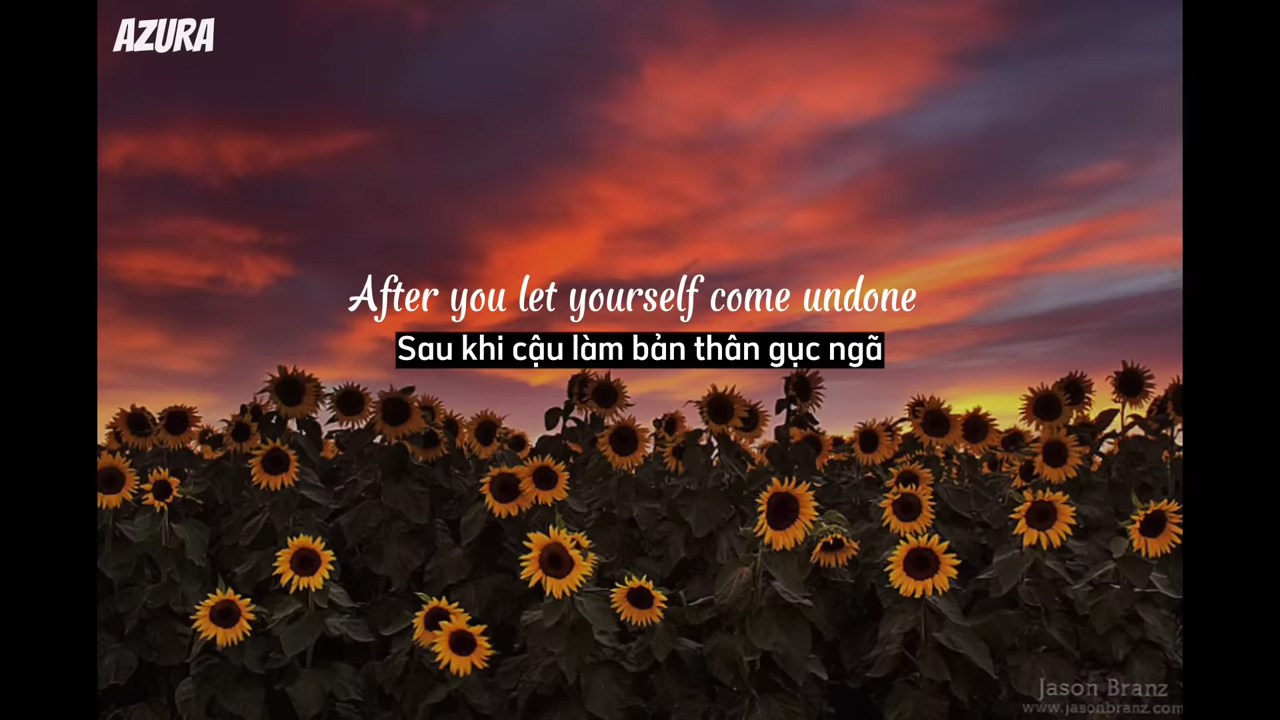 AZURA
After you let yourself come undone
Sau khi cậu làm bản thân gục ngã
Jason Branz
www.jasonbranz.com